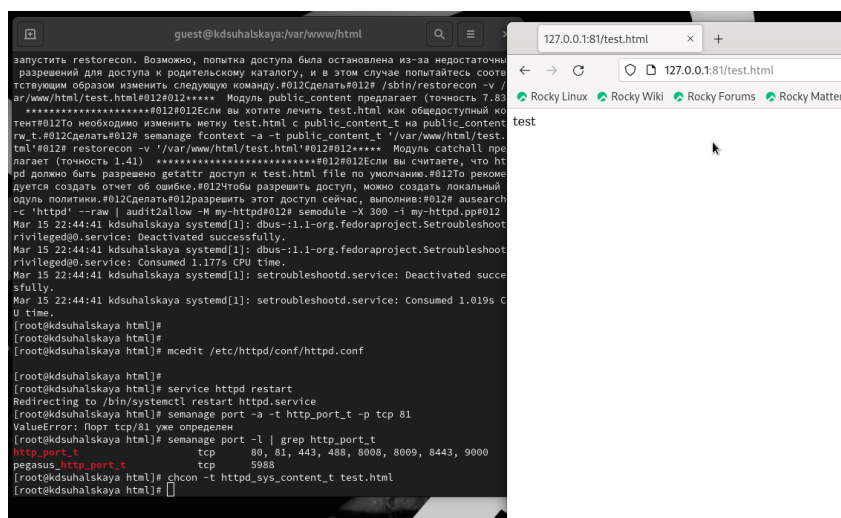 guest@kdsuhalskaya:/var/www/html
запустить restorecon. Возможно, попытка доступа была остановлена из-за недостаточны
 разрешений для доступа к родительскому каталогу, и в этом случае попытайтесь соотв
тствующим образом изменить следующую команду.#012Сделать#012# /sbin/restorecon -v /
ar/www/html/test.html#012#012*****  Модуль public_content предлагает (точность 7.83
 **********************#012#012Если вы хотите лечить test.html как общедоступный ко
тент#012То необходимо изменить метку test.html с public_content_t на public_content
rw_t.#012Сделать#012# semanage fcontext -a -t public_content_t '/var/www/html/test.
tml'#012# restorecon -v '/var/www/html/test.html'#012#012*****  Модуль catchall пре
лагает (точность 1.41)  ***************************#012#012Если вы считаете, что ht
pd должно быть разрешено getattr доступ к test.html file по умолчанию.#012То рекоме
дуется создать отчет об ошибке.#012Чтобы разрешить доступ, можно создать локальный
одуль политики.#012Сделать#012разрешить этот доступ сейчас, выполнив:#012# ausearch
-c 'httpd' --raw | audit2allow -M my-httpd#012# semodule -X 300 -i my-httpd.pp#012
Mar 15 22:44:41 kdsuhalskaya systemd[1]: dbus-:1.1-org.fedoraproject.Setroubleshoot
rivileged@0.service: Deactivated successfully.
Mar 15 22:44:41 kdsuhalskaya systemd[1]: dbus-:1.1-org.fedoraproject.Setroubleshoot
rivileged@0.service: Consumed 1.177s CPU time.
Mar 15 22:44:41 kdsuhalskaya systemd[1]: setroubleshootd.service: Deactivated succe
sfully.
Mar 15 22:44:41 kdsuhalskaya systemd[1]: setroubleshootd.service: Consumed 1.019s C
U time.
[root@kdsuhalskaya html]#
[root@kdsuhalskaya html]#
[root@kdsuhalskaya html]# mcedit /etc/httpd/conf/httpd.conf
[root@kdsuhalskaya html]#
[root@kdsuhalskaya html]# service httpd restart
Redirecting to /bin/systemctl restart httpd.service
[root@kdsuhalskaya html]# semanage port -a -t http_port_t -p tcp 81
ValueError: Порт tcp/81 уже определен
[root@kdsuhalskaya html]# semanage port -l | grep http_port_t
http_port_t                    tcp      80, 81, 443, 488, 8008, 8009, 8443, 9000
pegasus_http_port_t            tcp      5988
[root@kdsuhalskaya html]# chcon -t httpd_sys_content_t test.html
[root@kdsuhalskaya html]#
127.0.0.1:81/test.html
127.0.0.1:81/test.html
Rocky Linux Rocky Wiki Rocky Forums Rocky Matter
test